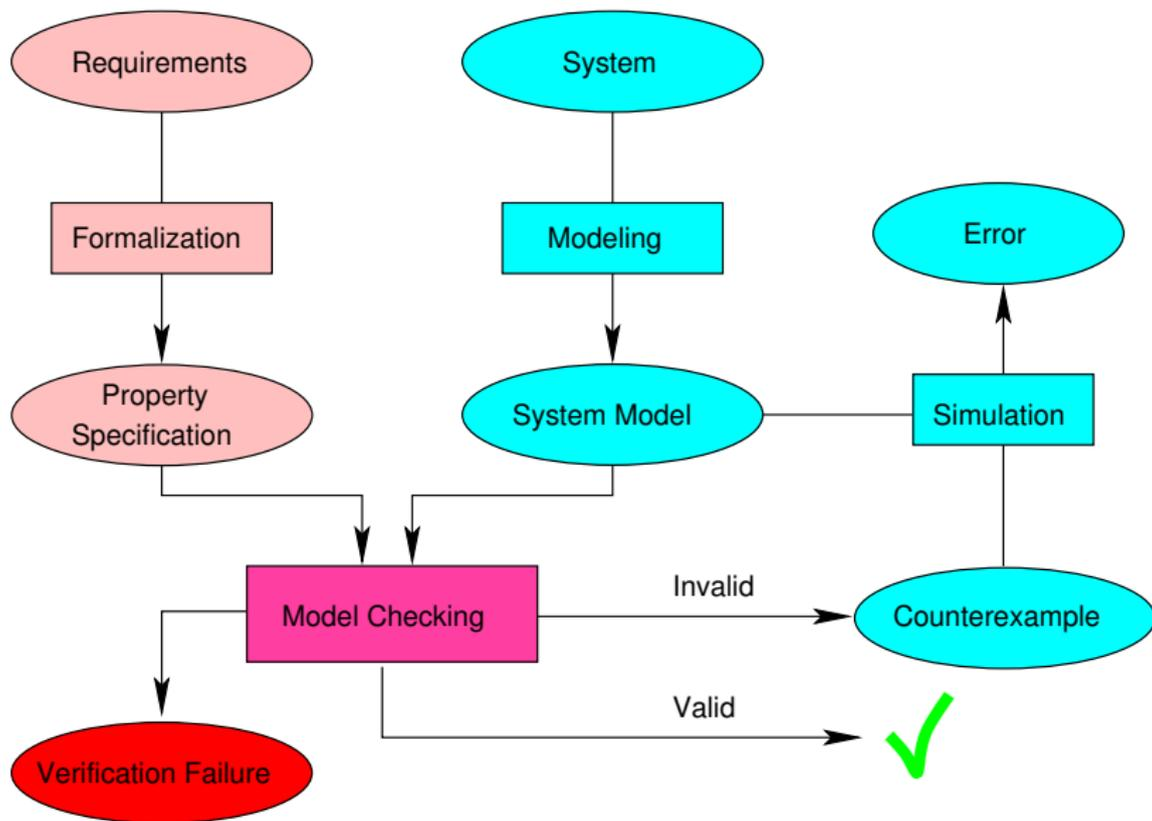 Requirements
System
Formalization
Modeling
Error
Property
Specification
System Model
Simulation
Invalid
Model Checking
Counterexample
Valid
Verification Failure